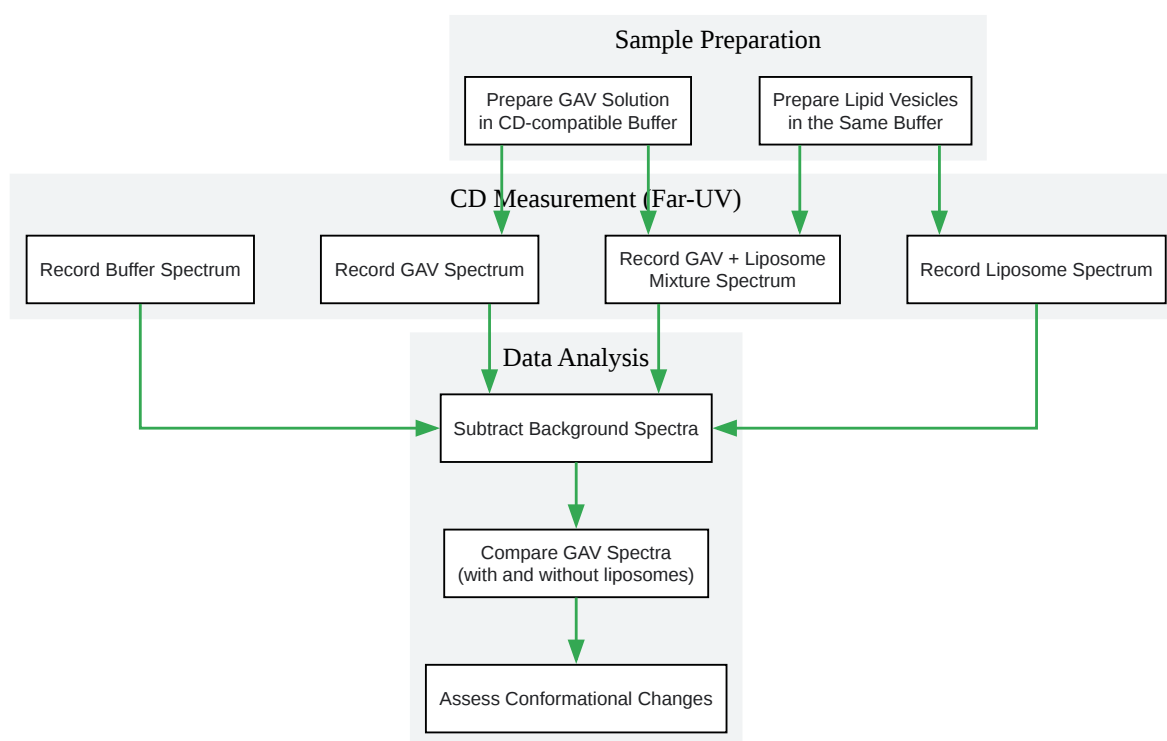 Sample Preparation
Prepare GAV Solution
in CD-compatible Buffer
Prepare Lipid Vesicles
in the Same Buffer
CD Measurement (Far-UV)
Record Buffer Spectrum
Record GAV Spectrum
Record GAV + Liposome
Mixture Spectrum
Record Liposome Spectrum
Data Analysis
Subtract Background Spectra
Compare GAV Spectra
(with and without liposomes)
Assess Conformational Changes